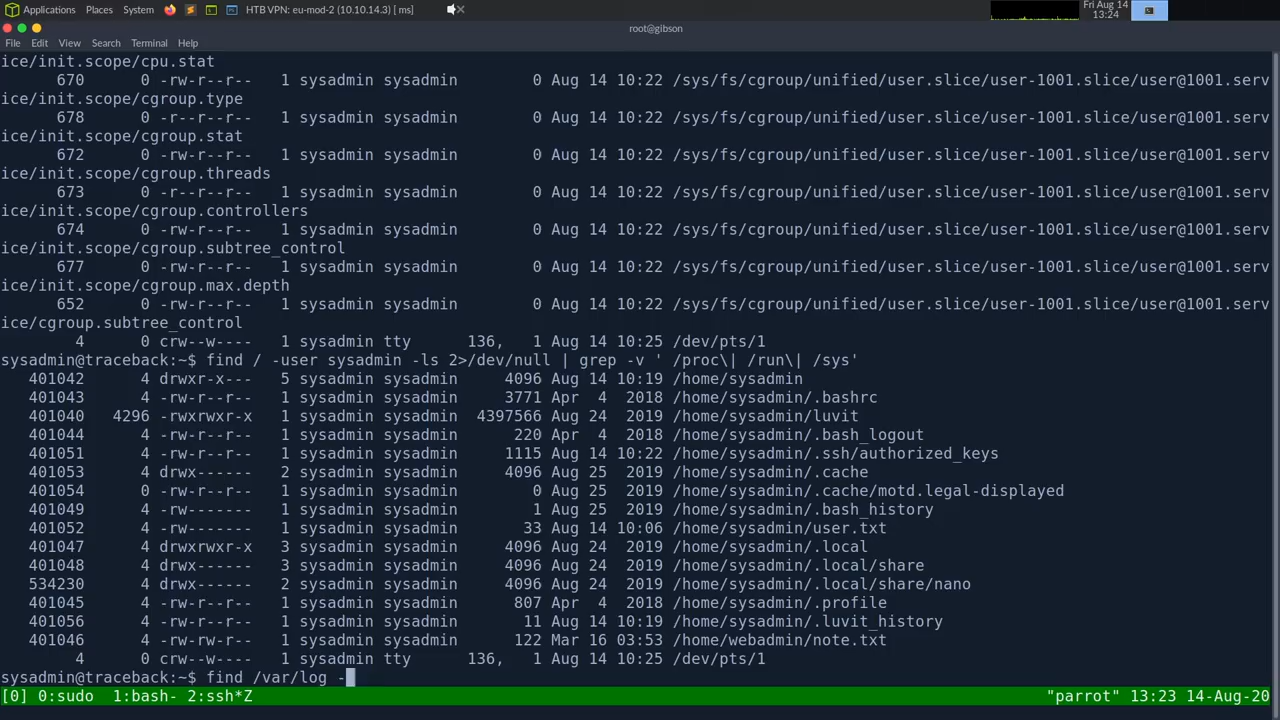 Applications Places System HTB VPN: eu-mod-2 (10.10.14.3) [ ms] Fri Aug 14
13:24
root@gibson
File Edit View Search Terminal Help
ice/init.scope/cpu.stat
670 0 -rw-r--r-- 1 sysadmin sysadmin 0 Aug 14 10:22 /sys/fs/cgroup/unified/user.slice/user-1001.slice/user@1001.serv
ice/init.scope/cgroup.type
678 0 -r--r--r-- 1 sysadmin sysadmin 0 Aug 14 10:22 /sys/fs/cgroup/unified/user.slice/user-1001.slice/user@1001.serv
ice/init.scope/cgroup.stat
672 0 -rw-r--r-- 1 sysadmin sysadmin 0 Aug 14 10:22 /sys/fs/cgroup/unified/user.slice/user-1001.slice/user@1001.serv
ice/init.scope/cgroup.threads
673 0 -r--r--r-- 1 sysadmin sysadmin 0 Aug 14 10:22 /sys/fs/cgroup/unified/user.slice/user-1001.slice/user@1001.serv
ice/init.scope/cgroup.controllers
674 0 -rw-r--r-- 1 sysadmin sysadmin 0 Aug 14 10:22 /sys/fs/cgroup/unified/user.slice/user-1001.slice/user@1001.serv
ice/init.scope/cgroup.subtree_control
677 0 -rw-r--r-- 1 sysadmin sysadmin 0 Aug 14 10:22 /sys/fs/cgroup/unified/user.slice/user-1001.slice/user@1001.serv
ice/init.scope/cgroup.max.depth
652 0 -rw-r--r-- 1 sysadmin sysadmin 0 Aug 14 10:22 /sys/fs/cgroup/unified/user.slice/user-1001.slice/user@1001.serv
ice/cgroup.subtree_control
4 0 crw--w---- 1 sysadmin tty 136, 1 Aug 14 10:25 /dev/pts/1
sysadmin@traceback:~$ find / -user sysadmin -ls 2>/dev/null | grep -v ' /proc\| /run\| /sys'
401042 4 drwxr-x--- 5 sysadmin sysadmin 4096 Aug 14 10:19 /home/sysadmin
401043 4 -rw-r--r-- 1 sysadmin sysadmin 3771 Apr 4 2018 /home/sysadmin/.bashrc
401040 4296 -rwxrwxr-x 1 sysadmin sysadmin 4397566 Aug 24 2019 /home/sysadmin/luvit
401044 4 -rw-r--r-- 1 sysadmin sysadmin 220 Apr 4 2018 /home/sysadmin/.bash_logout
401051 4 -rw-r--r-- 1 sysadmin sysadmin 1115 Aug 14 10:22 /home/sysadmin/.ssh/authorized_keys
401053 4 drwx------ 2 sysadmin sysadmin 4096 Aug 25 2019 /home/sysadmin/.cache
401054 0 -rw-r--r-- 1 sysadmin sysadmin 0 Aug 25 2019 /home/sysadmin/.cache/motd.legal-displayed
401049 4 -rw-r--r-- 1 sysadmin sysadmin 1 Aug 25 2019 /home/sysadmin/.bash_history
401052 4 -rw------- 1 sysadmin sysadmin 33 Aug 14 10:06 /home/sysadmin/user.txt
401047 4 drwxrwxr-x 3 sysadmin sysadmin 4096 Aug 24 2019 /home/sysadmin/.local
401048 4 drwx------ 3 sysadmin sysadmin 4096 Aug 24 2019 /home/sysadmin/.local/share
534230 4 drwx------ 2 sysadmin sysadmin 4096 Aug 24 2019 /home/sysadmin/.local/share/nano
401045 4 -rw-r--r-- 1 sysadmin sysadmin 807 Apr 4 2018 /home/sysadmin/.profile
401056 4 -rw-r--r-- 1 sysadmin sysadmin 11 Aug 14 10:19 /home/sysadmin/.luvit_history
401046 4 -rw-rw-r-- 1 sysadmin sysadmin 122 Mar 16 03:53 /home/webadmin/note.txt
4 0 crw--w---- 1 sysadmin tty 136, 1 Aug 14 10:25 /dev/pts/1
sysadmin@traceback:~$ find /var/log -
[0] 0:sudo 1:bash- 2:ssh*Z "parrot" 13:23 14-Aug-20